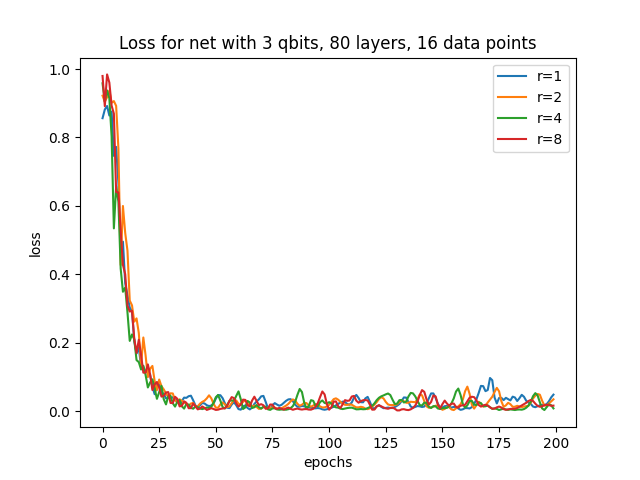 Loss for net with 3 qbits, 80 layers, 16 data points
r=1
r=2
r=4
r=8
1.0
0.8
0.6
0.4
0.2
0.0
loss
0 25 50 75 100 125 150 175 200
epochs